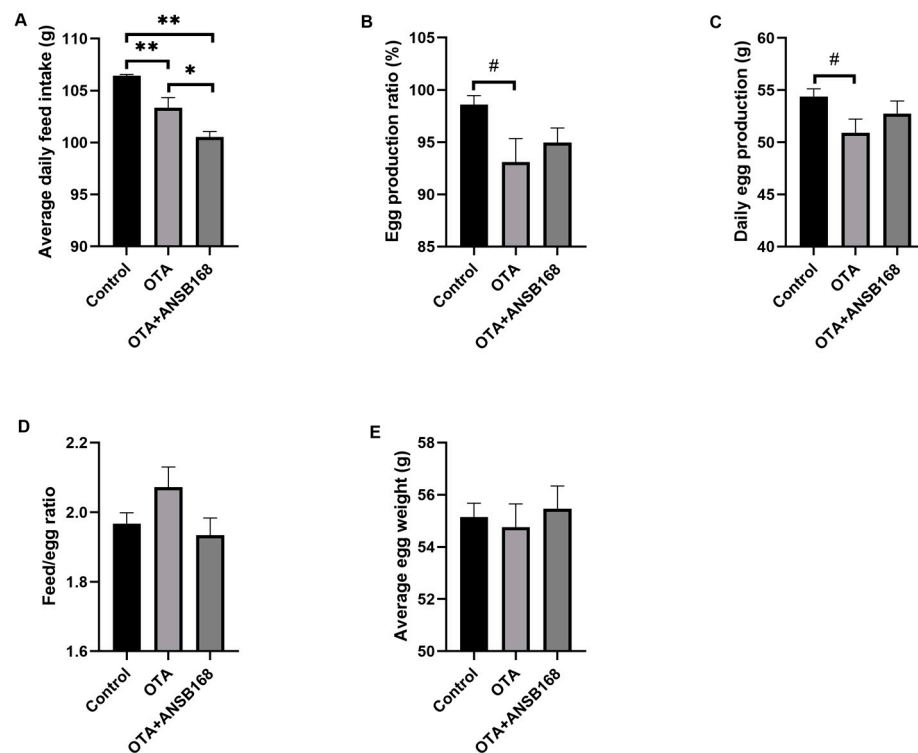 A
Average daily feed intake (g)
110
105
100
95
90
**
**
*
Control
OTA
OTA+ANSB168
B
Egg production ratio (%)
105
100
95
90
85
#
Control
OTA
OTA+ANSB168
C
Daily egg production (g)
60
55
50
45
40
#
Control
OTA
OTA+ANSB168
D
Feed/egg ratio
2.2
2.0
1.8
1.6
Control
OTA
OTA+ANSB168
E
Average egg weight (g)
58
56
54
52
50
Control
OTA
OTA+ANSB168